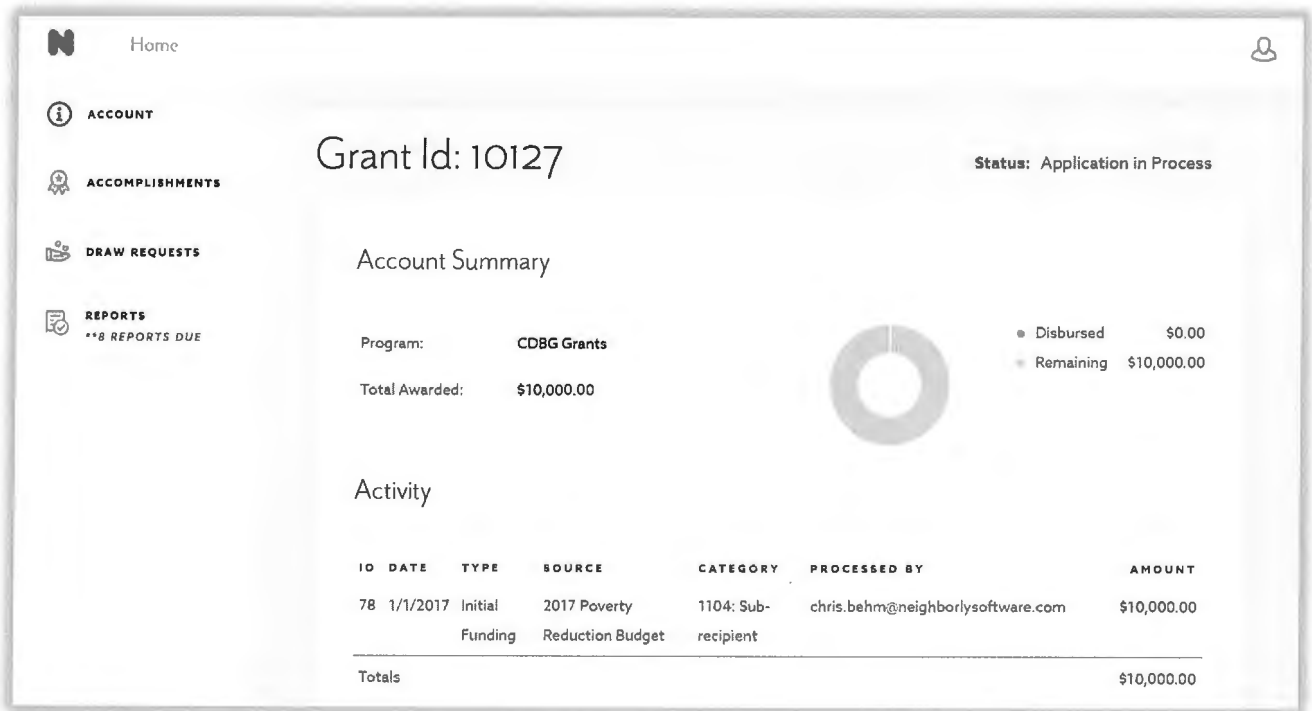 N Home
ACCOUNT
ACCOMPLISHMENTS
DRAW REQUESTS
REPORTS
**8 REPORTS DUE
Grant Id: 10127
Status: Application in Process
Account Summary
Program: CDBG Grants
Total Awarded: $10,000.00
Disbursed $0.00
Remaining $10,000.00
Activity
ID DATE TYPE SOURCE CATEGORY PROCESSED BY AMOUNT
78 1/1/2017 Initial 2017 Poverty 1104: Sub- chris.behm@neighborlysoftware.com $10,000.00
Funding Reduction Budget recipient
Totals $10,000.00